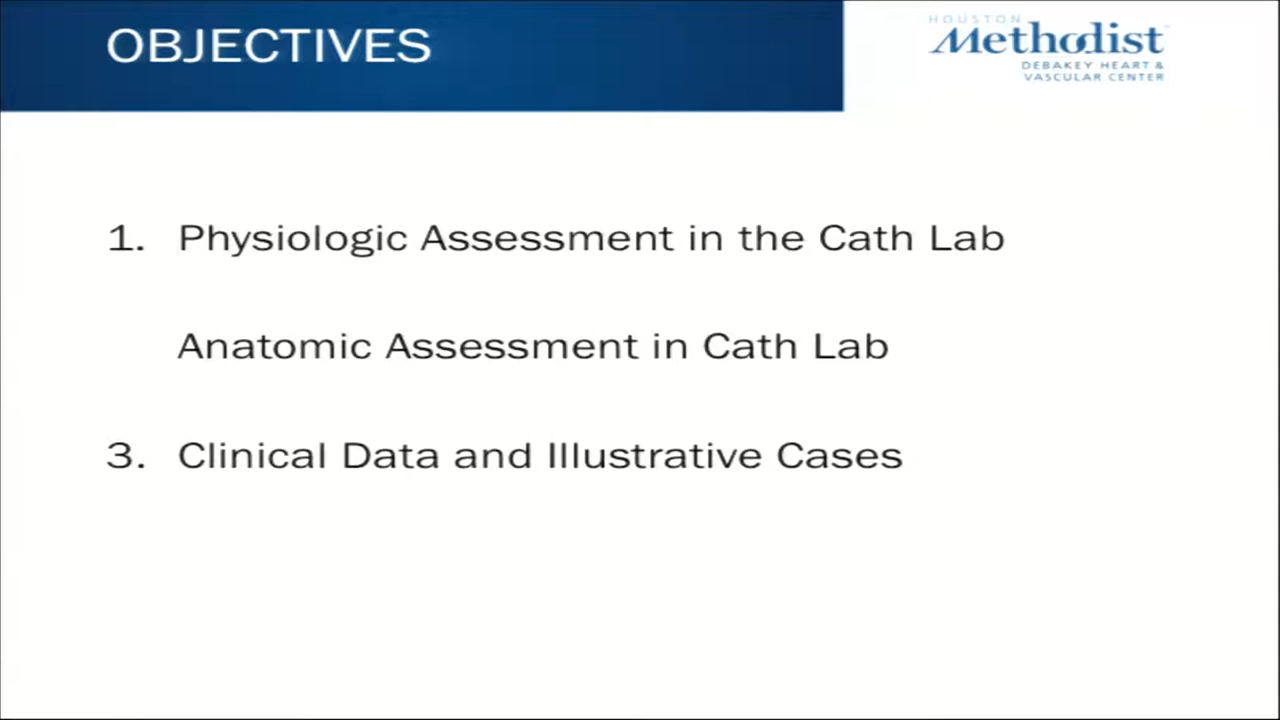 OBJECTIVES
HOUSTON
Methodist
DEBAKEY HEART &
VASCULAR CENTER
1. Physiologic Assessment in the Cath Lab
Anatomic Assessment in Cath Lab
3. Clinical Data and Illustrative Cases